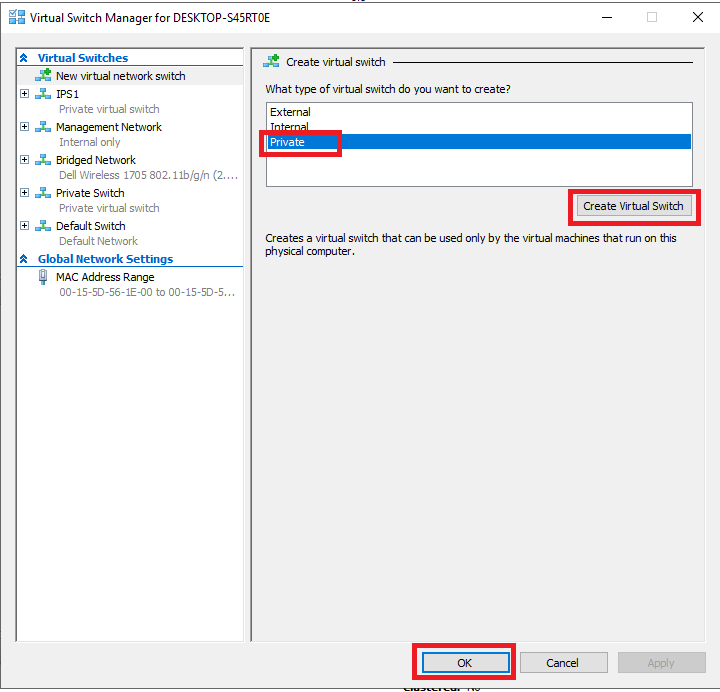 Virtual Switch Manager for DESKTOP-S45RT0E
Virtual Switches
New virtual network switch
IPS1
Private virtual switch
Management Network
Internal only
Bridged Network
Dell Wireless 1705 802.11b/g/n (2....
Private Switch
Private virtual switch
Default Switch
Default Network
Global Network Settings
MAC Address Range
00-15-5D-56-1E-00 to 00-15-5D-5...
Create virtual switch
What type of virtual switch do you want to create?
External
Internal
Private
Create Virtual Switch
Creates a virtual switch that can be used only by the virtual machines that run on this
physical computer.
OK Cancel Apply
Clustered: No